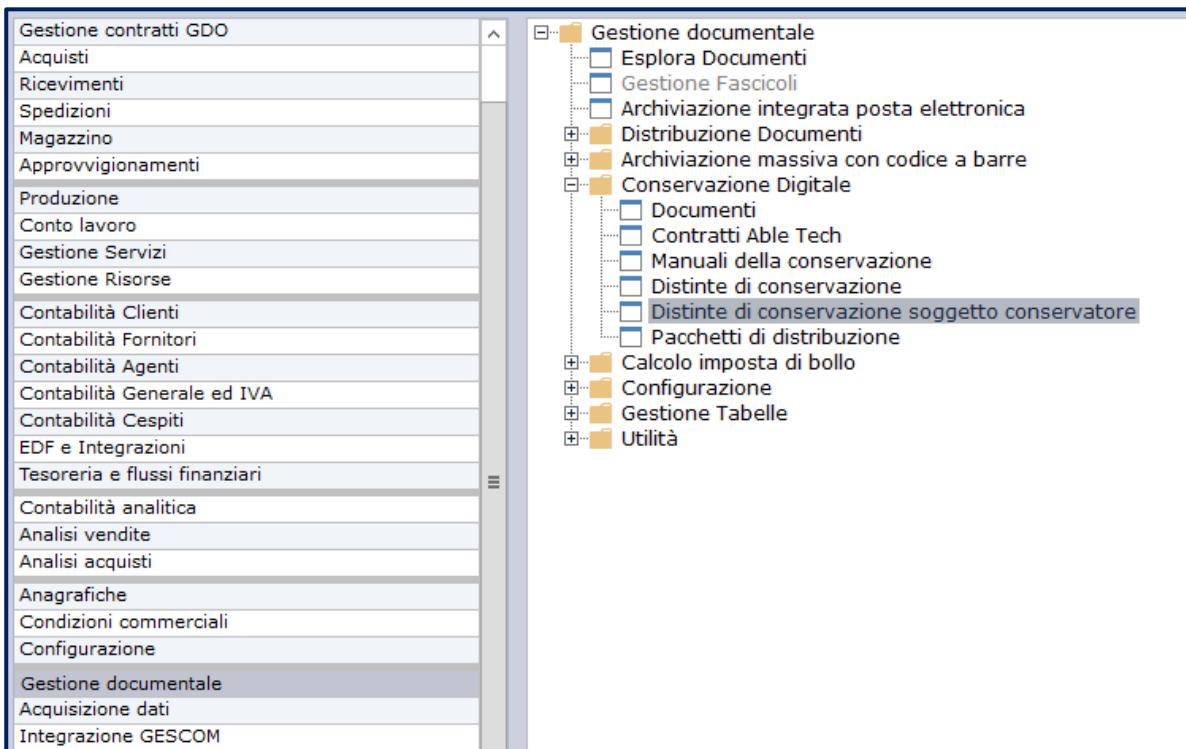 Gestione contratti GDO
Acquisti
Ricevimenti
Spedizioni
Magazzino
Approvvigionamenti
Produzione
Conto lavoro
Gestione Servizi
Gestione Risorse
Contabilità Clienti
Contabilità Fornitori
Contabilità Agenti
Contabilità Generale ed IVA
Contabilità Cespiti
EDF e Integrazioni
Tesoreria e flussi finanziari
Contabilità analitica
Analisi vendite
Analisi acquisti
Anagrafiche
Condizioni commerciali
Configurazione
Gestione documentale
Acquisizione dati
Integrazione GESCOM
Gestione documentale
Esplora Documenti
Gestione Fascicoli
Archiviazione integrata posta elettronica
Distribuzione Documenti
Archiviazione massiva con codice a barre
Conservazione Digitale
Documenti
Contratti Able Tech
Manuali della conservazione
Distinte di conservazione
Distinte di conservazione soggetto conservatore
Pacchetti di distribuzione
Calcolo imposta di bollo
Configurazione
Gestione Tabelle
Utilità